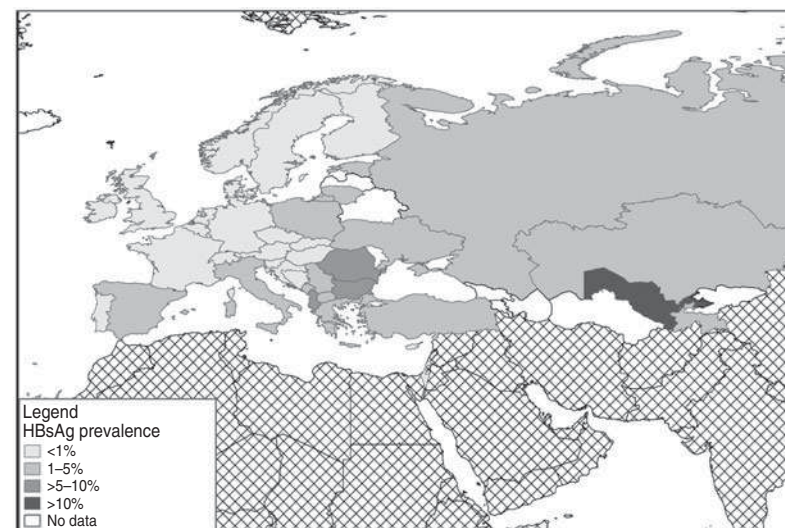 Legend
HBsAg prevalence
<1%
1–5%
>5–10%
>10%
No data